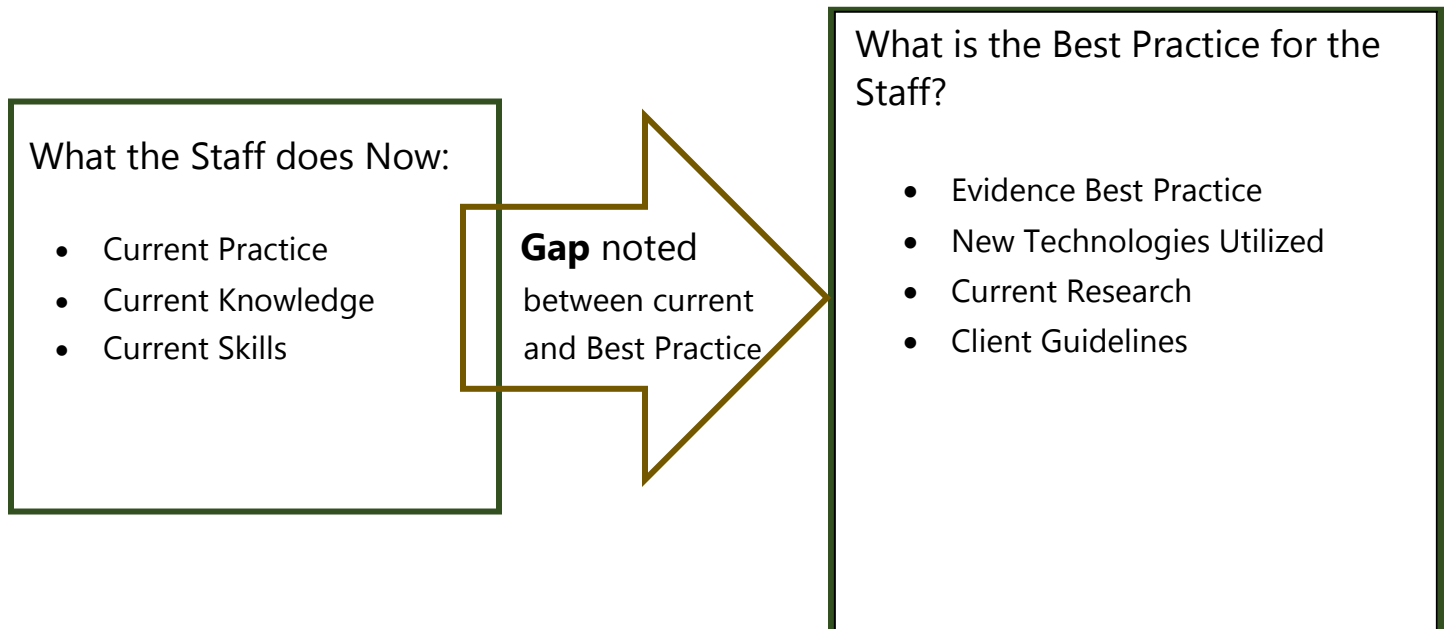 What the Staff does Now:
• Current Practice
• Current Knowledge
• Current Skills
Gap noted
between current
and Best Practice
What is the Best Practice for the
Staff?
• Evidence Best Practice
• New Technologies Utilized
• Current Research
• Client Guidelines